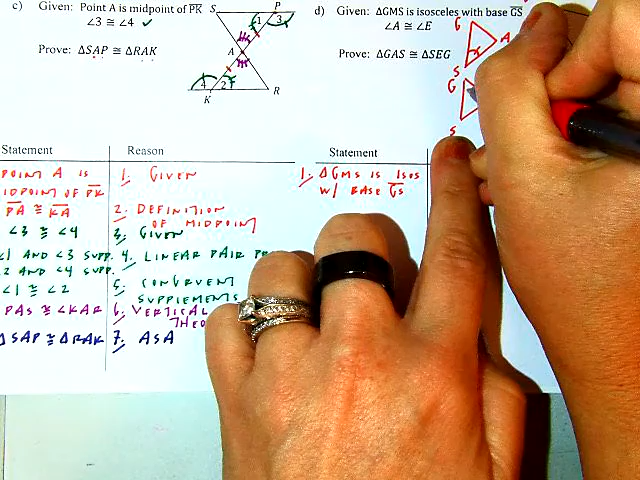 c) Given: Point A is midpoint of PK
∠3 ≅ ∠4 ✓
Prove: ΔSAP ≅ ΔRAK
S P
1 3
A
4 2
K R
d) Given: ΔGMS is isosceles with base GS
∠A ≅ ∠E
Prove: ΔGAS ≅ ΔSEG
G
A
S
G
S
Statement Reason
POINT A IS 1. GIVEN
IDPOINT OF PK
PA ≅ KA 2. DEFINITION
OF MIDPOINT
∠3 ≅ ∠4 3. GIVEN
∠1 AND ∠3 SUPP. 4. LINEAR PAIR
2 AND ∠4 SUPP.
∠1 ≅ ∠2 5. CONGRUENT
SUPPLEMENTS
PAS ≅ ∠KAR 6. VERTICAL
THEO
ΔSAP ≅ ΔRAK 7. ASA
Statement
1. ΔGMS IS ISOS
W/ BASE GS